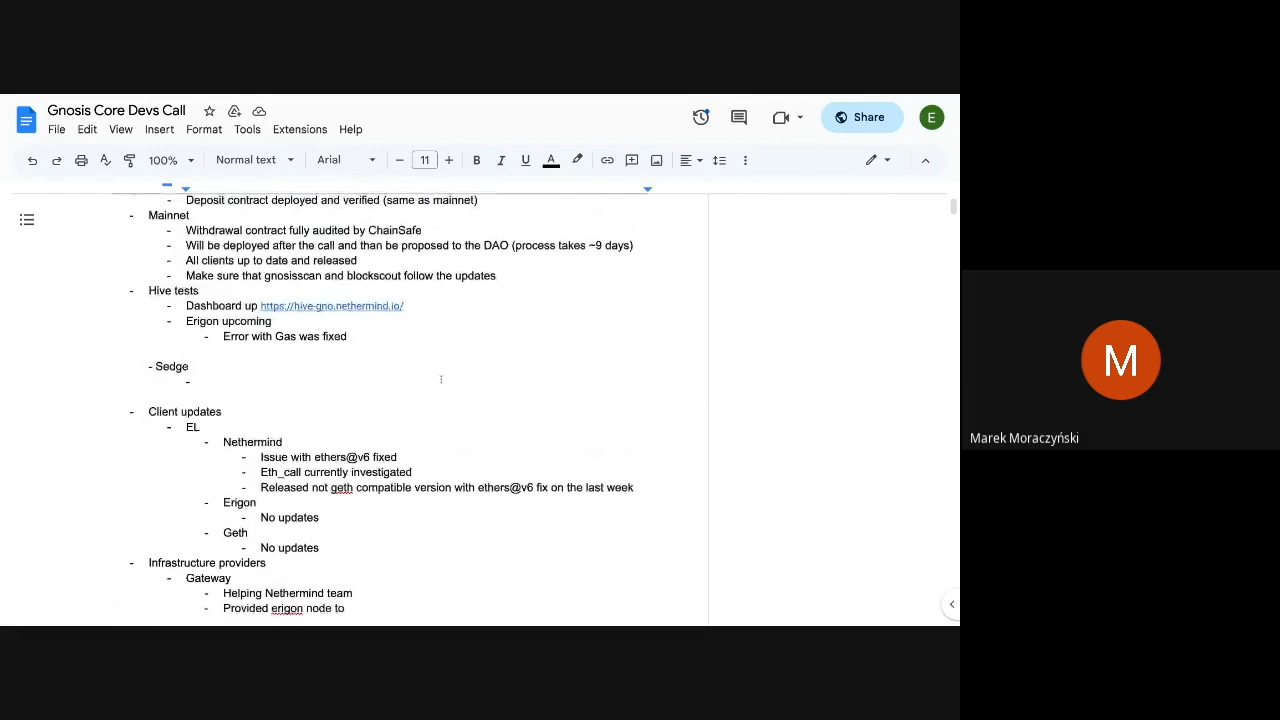 Gnosis Core Devs Call
File Edit View Insert Format Tools Extensions Help
Share
E
100% Normal text Arial 11 B I U A
- Deposit contract deployed and verified (same as mainnet)
- Mainnet
- Withdrawal contract fully audited by ChainSafe
- Will be deployed after the call and than be proposed to the DAO (process takes ~9 days)
- All clients up to date and released
- Make sure that gnosisscan and blockscout follow the updates
- Hive tests
- Dashboard up https://hive-gno.nethermind.io/
- Erigon upcoming
- Error with Gas was fixed
- Sedge
-
- Client updates
- EL
- Nethermind
- Issue with ethers@v6 fixed
- Eth_call currently investigated
- Released not geth compatible version with ethers@v6 fix on the last week
- Erigon
- No updates
- Geth
- No updates
- Infrastructure providers
- Gateway
- Helping Nethermind team
- Provided erigon node to
M
Marek Moraczyński